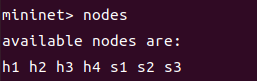 mininet> nodes
available nodes are:
h1 h2 h3 h4 s1 s2 s3